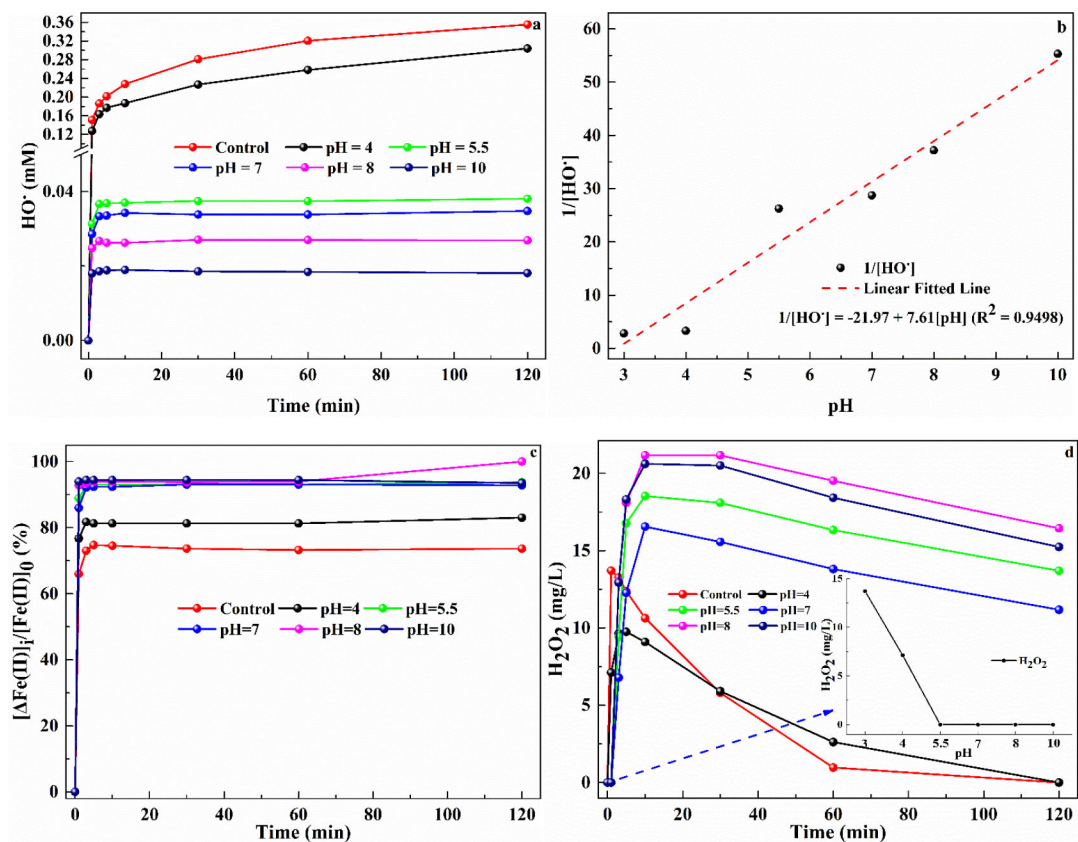 a
0.36
0.32
0.28
0.24
0.20
0.16
0.12
0.04
0.00
HO· (mM)
Control pH = 4 pH = 5.5
pH = 7 pH = 8 pH = 10
0 20 40 60 80 100 120
Time (min)
b
60
50
40
30
20
10
0
1/[HO·]
1/[HO·]
Linear Fitted Line
1/[HO·] = -21.97 + 7.61[pH] (R² = 0.9498)
3 4 5 6 7 8 9 10
pH
c
100
80
60
40
20
0
[ΔFe(II)]i/[Fe(II)]0 (%)
Control pH=4 pH=5.5
pH=7 pH=8 pH=10
0 20 40 60 80 100 120
Time (min)
d
20
15
10
5
0
H₂O₂ (mg/L)
Control pH=4
pH=5.5 pH=7
pH=8 pH=10
15
10
5
0
H₂O₂ (mg/L)
H₂O₂
3 4 5.5 7 8 10
pH
0 20 40 60 80 100 120
Time (min)